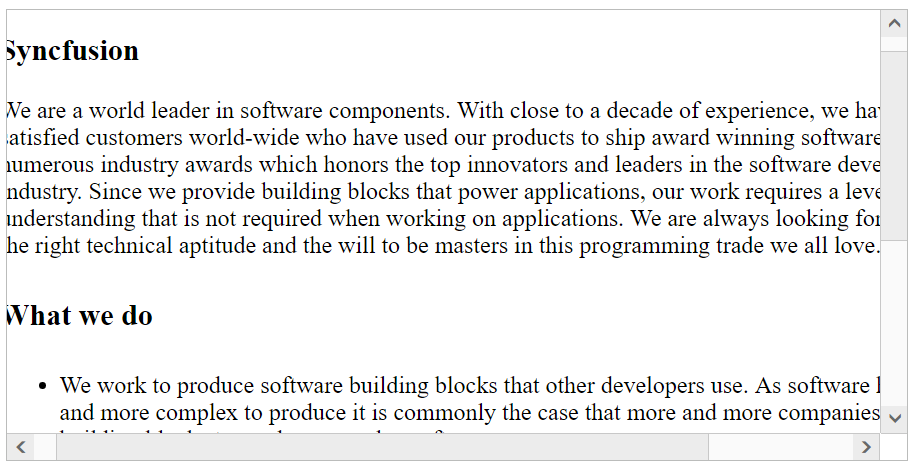 Syncfusion
We are a world leader in software components. With close to a decade of experience, we hav
satisfied customers world-wide who have used our products to ship award winning software
numerous industry awards which honors the top innovators and leaders in the software deve
industry. Since we provide building blocks that power applications, our work requires a leve
understanding that is not required when working on applications. We are always looking for
he right technical aptitude and the will to be masters in this programming trade we all love.
What we do
• We work to produce software building blocks that other developers use. As software
and more complex to produce it is commonly the case that more and more companies